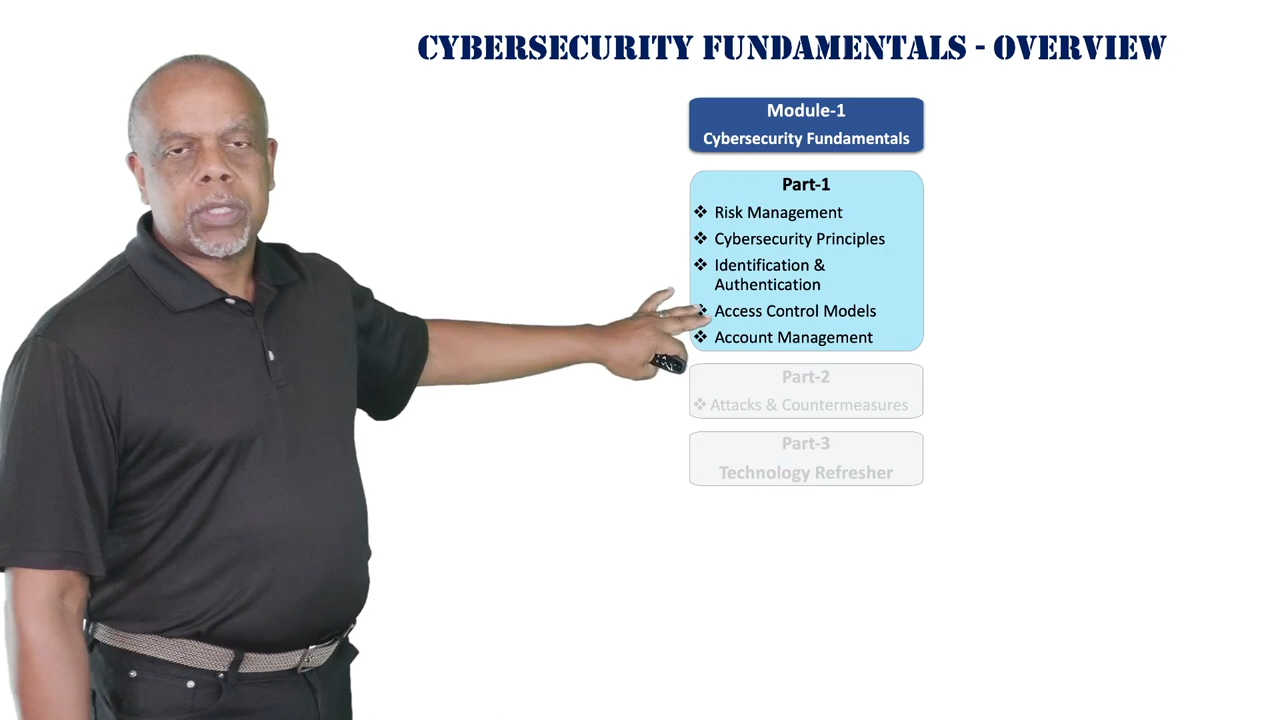 CYBERSECURITY FUNDAMENTALS - OVERVIEW
Module-1
Cybersecurity Fundamentals
Part-1
❖ Risk Management
❖ Cybersecurity Principles
❖ Identification &
Authentication
❖ Access Control Models
❖ Account Management
Part-2
❖ Attacks & Countermeasures
Part-3
Technology Refresher